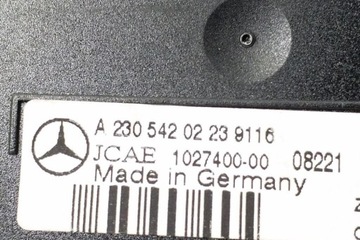 A 230 542 02 23 9116
JCAE 1027400-00 08221
Made in Germany